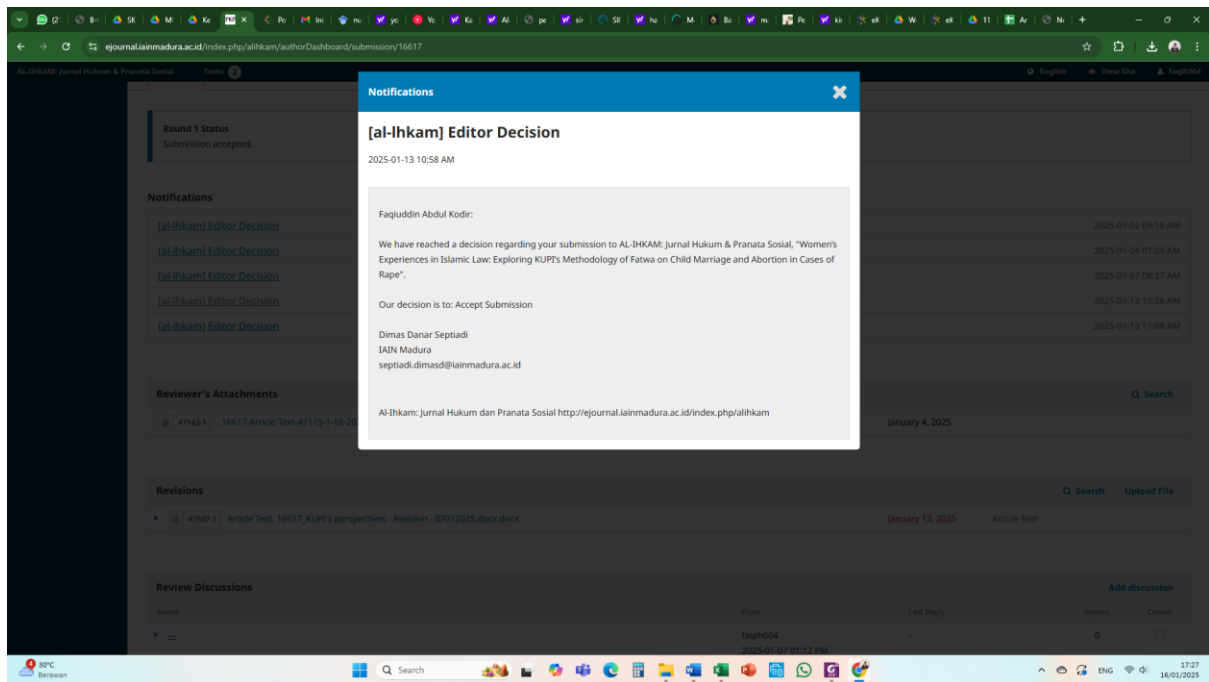 ejournal.iainmadura.ac.id/index.php/alihkam/authorDashboard/submission/16617
AL-IHKAM: Jurnal Hukum & Pranata Sosial Tasks 2 English View Site faqih004
Notifications
[al-Ihkam] Editor Decision
2025-01-13 10:58 AM
Faqiuddin Abdul Kodir:
We have reached a decision regarding your submission to AL-IHKAM: Jurnal Hukum & Pranata Sosial, "Women's
Experiences in Islamic Law: Exploring KUPI's Methodology of Fatwa on Child Marriage and Abortion in Cases of
Rape".
Our decision is to: Accept Submission
Dimas Danar Septiadi
IAIN Madura
septiadi.dimasd@iainmadura.ac.id
Al-Ihkam: Jurnal Hukum dan Pranata Sosial http://ejournal.iainmadura.ac.id/index.php/alihkam
Round 1 Status
Submission accepted.
Notifications
[al-Ihkam] Editor Decision 2025-01-02 09:18 AM
[al-Ihkam] Editor Decision 2025-01-04 07:09 AM
[al-Ihkam] Editor Decision 2025-01-07 08:37 AM
[al-Ihkam] Editor Decision 2025-01-13 10:58 AM
[al-Ihkam] Editor Decision 2025-01-13 11:08 AM
Reviewer's Attachments Search
47143-1 , 16617-Article Text-47115-1-18-20 January 4, 2025
Revisions Search Upload File
47597-1 Article Text, 16617_KUPI's perspectives - Revision - 07012025.docx.docx January 13, 2025 Article Text
Review Discussions Add discussion
Name From Last Reply Replies Closed
faqih004 - 0
2025-01-07 01:12 PM
30°C
Berawan
Search
ENG
17:27
16/01/2025